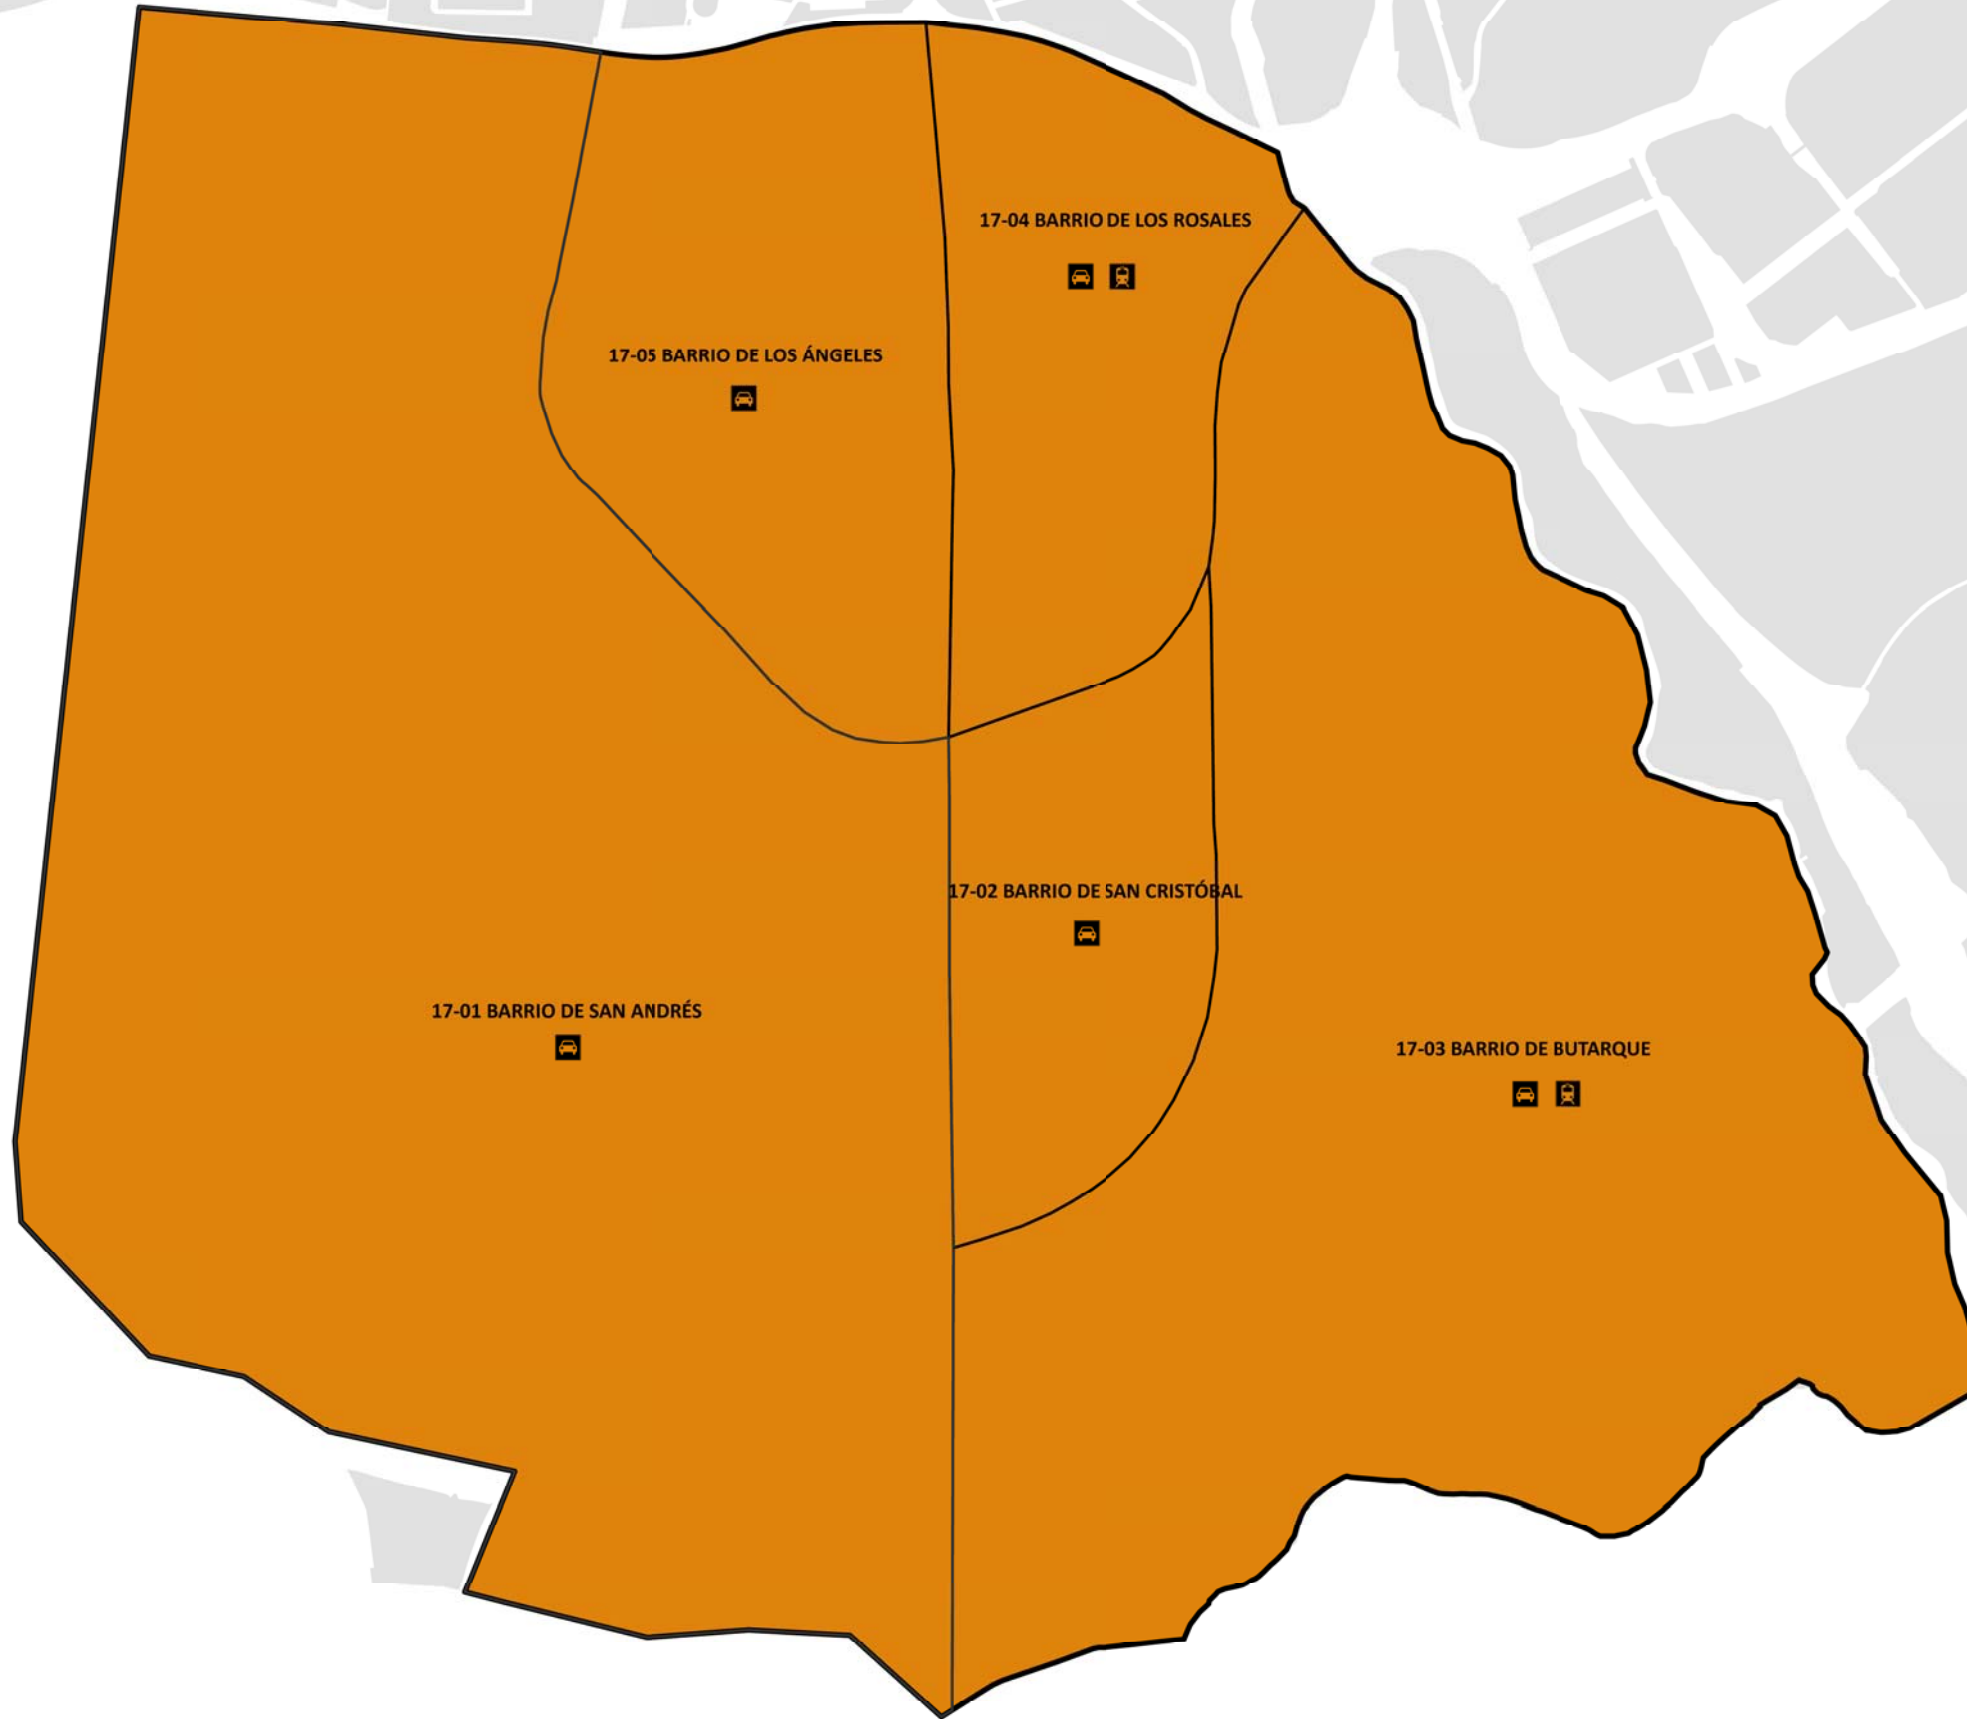 17-04 BARRIO DE LOS ROSALES
17-05 BARRIO DE LOS ÁNGELES
17-02 BARRIO DE SAN CRISTÓBAL
17-01 BARRIO DE SAN ANDRÉS
17-03 BARRIO DE BUTARQUE